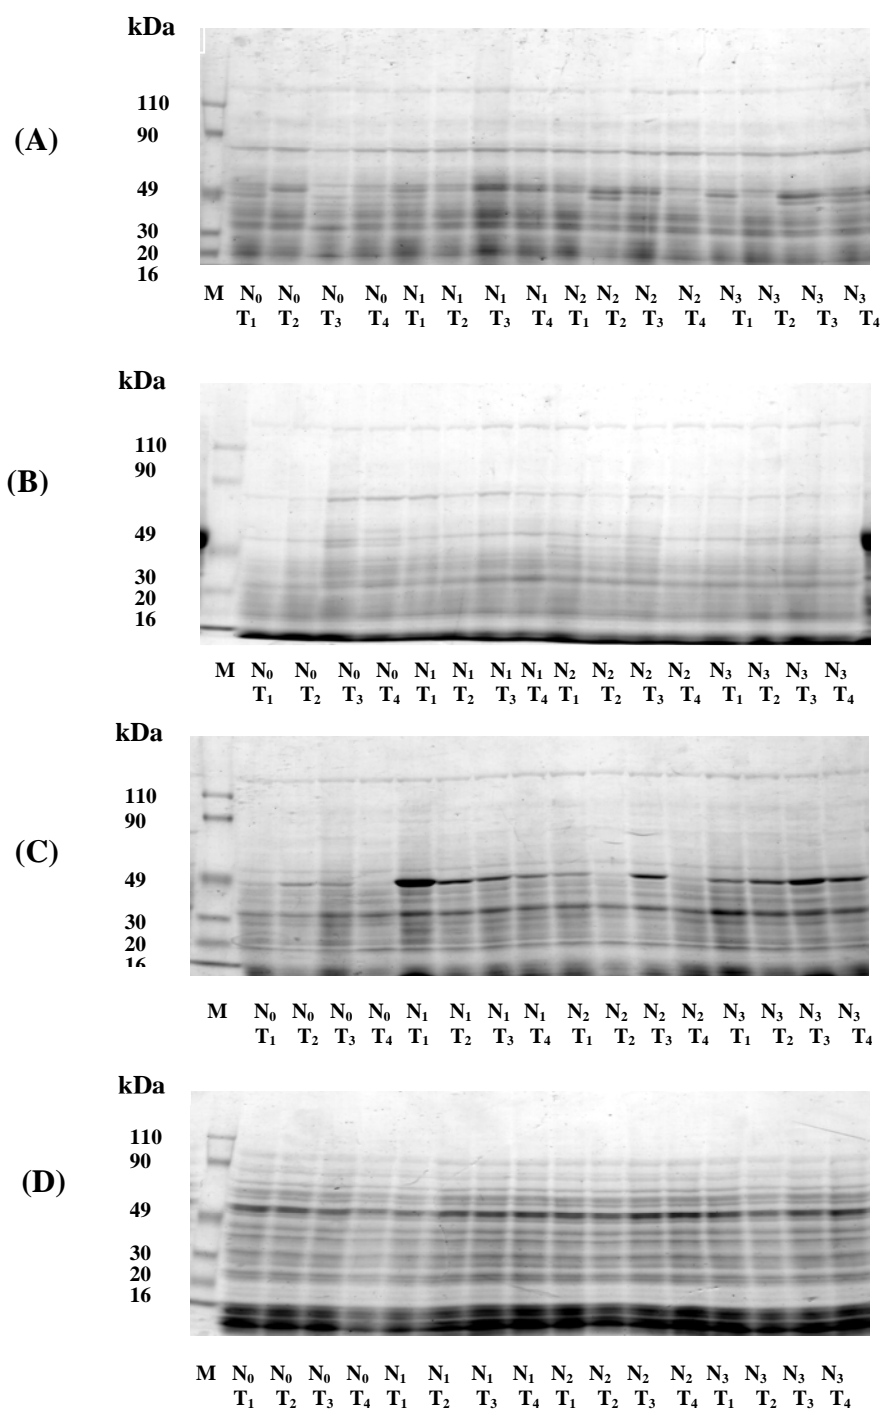 kDa
(A)
110
90
49
30
20
16
M N₀ N₀ N₀ N₀ N₁ N₁ N₁ N₁ N₂ N₂ N₂ N₂ N₃ N₃ N₃ N₃
T₁ T₂ T₃ T₄ T₁ T₂ T₃ T₄ T₁ T₂ T₃ T₄ T₁ T₂ T₃ T₄
kDa
(B)
110
90
49
30
20
16
M N₀ N₀ N₀ N₀ N₁ N₁ N₁ N₁ N₂ N₂ N₂ N₂ N₃ N₃ N₃ N₃
T₁ T₂ T₃ T₄ T₁ T₂ T₃ T₄ T₁ T₂ T₃ T₄ T₁ T₂ T₃ T₄
kDa
(C)
110
90
49
30
20
16
M N₀ N₀ N₀ N₀ N₁ N₁ N₁ N₁ N₂ N₂ N₂ N₂ N₃ N₃ N₃ N₃
T₁ T₂ T₃ T₄ T₁ T₂ T₃ T₄ T₁ T₂ T₃ T₄ T₁ T₂ T₃ T₄
kDa
(D)
110
90
49
30
20
16
M N₀ N₀ N₀ N₀ N₁ N₁ N₁ N₁ N₂ N₂ N₂ N₂ N₃ N₃ N₃ N₃
T₁ T₂ T₃ T₄ T₁ T₂ T₃ T₄ T₁ T₂ T₃ T₄ T₁ T₂ T₃ T₄